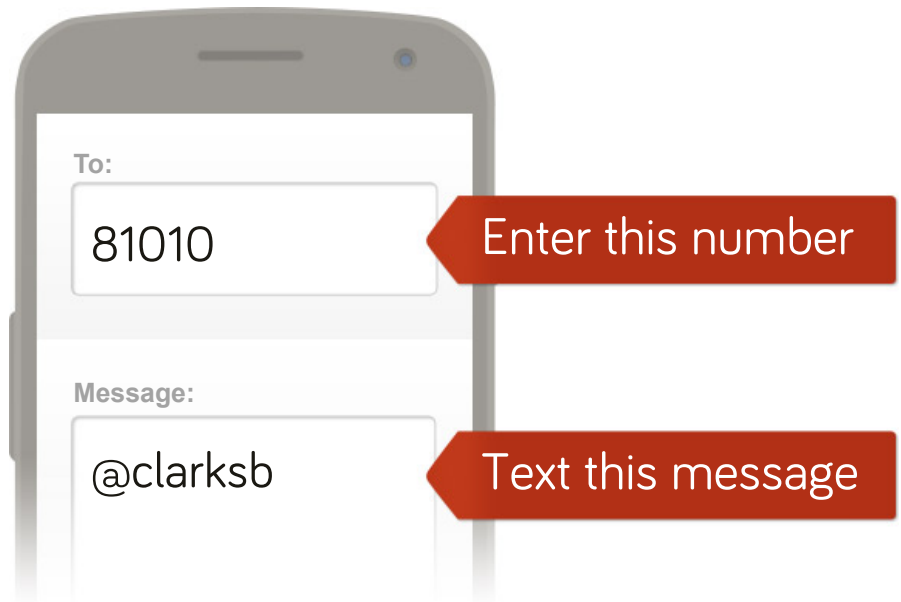 To:
81010
Enter this number
Message:
@clarksb
Text this message